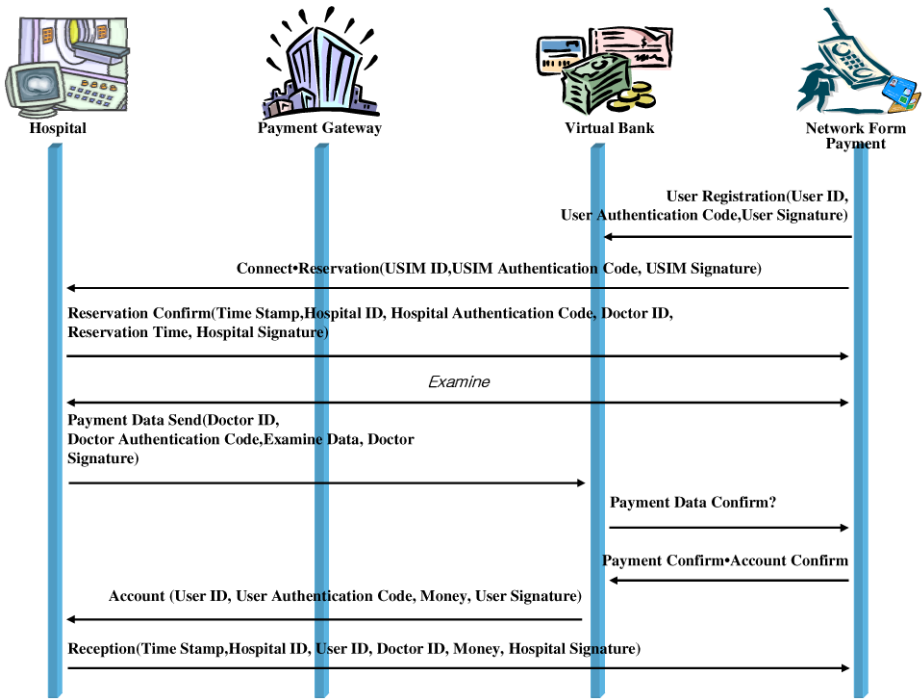 Hospital
Payment Gateway
Virtual Bank
Network Form
Payment
User Registration(User ID,
User Authentication Code,User Signature)
Connect•Reservation(USIM ID,USIM Authentication Code, USIM Signature)
Reservation Confirm(Time Stamp,Hospital ID, Hospital Authentication Code, Doctor ID,
Reservation Time, Hospital Signature)
Examine
Payment Data Send(Doctor ID,
Doctor Authentication Code,Examine Data, Doctor
Signature)
Payment Data Confirm?
Payment Confirm•Account Confirm
Account (User ID, User Authentication Code, Money, User Signature)
Reception(Time Stamp,Hospital ID, User ID, Doctor ID, Money, Hospital Signature)